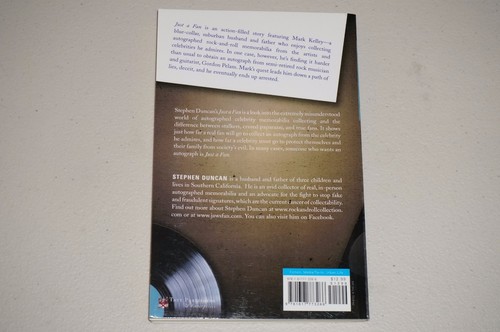 Just a Fan is an action-filled story featuring Mark Kelley—a
blue-collar, suburban husband and father who enjoys collecting
autographed rock-and-roll memorabilia from the artists and
celebrities he admires. In one case, however, he's finding it harder
than usual to obtain an autograph from semi-retired rock musician
and guitarist, Gordon Pelam. Mark's quest leads him down a path of
lies, deceit, and he eventually ends up arrested.
Stephen Duncan's Just a Fan is a look into the extremely misunderstood
world of autographed celebrity memorabilia collecting and the
difference between stalkers, crazed paparazzi, and true fans. It shows
just how far a real fan will go to collect an autograph from the celebrity
he admires, and how far a celebrity must go to protect themselves and
their family from society's evil. In many cases, someone who wants an
autograph is Just a Fan.
STEPHEN DUNCAN is a husband and father of three children and
lives in Southern California. He is an avid collector of real, in-person
autographed memorabilia and an advocate for the fight to stop fake
and fraudulent signatures, which are the current cancer of collectability.
Find out more about Stephen Duncan at www.rockandrollcollection.
com or at www.jawsfan.com. You can also visit him on Facebook.
Tate Publishing